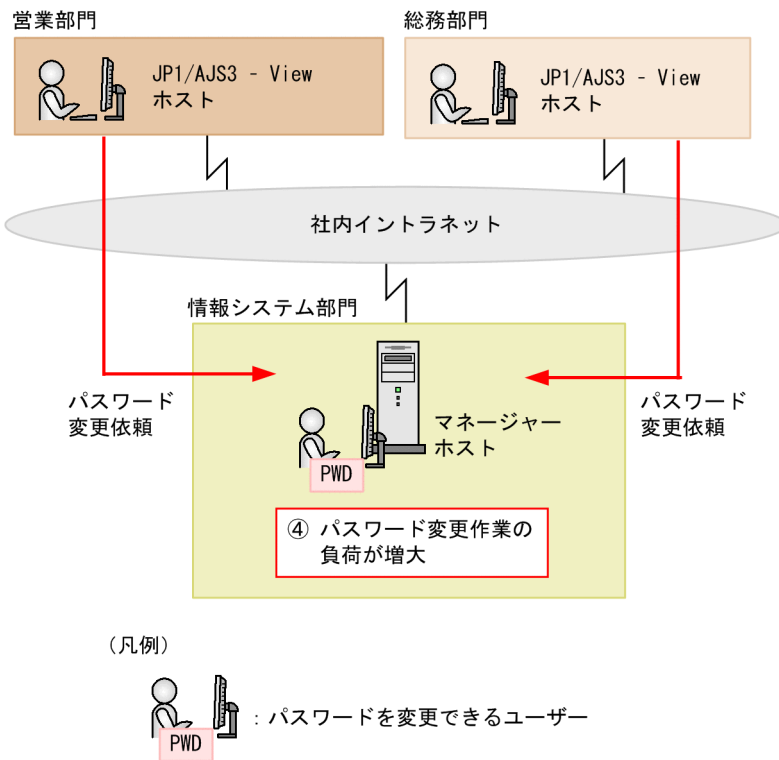 営業部門
総務部門
JP1/AJS3 - View
ホスト
JP1/AJS3 - View
ホスト
社内イントラネット
情報システム部門
パスワード
変更依頼
マネージャー
ホスト
PWD
パスワード
変更依頼
④ パスワード変更作業の
負荷が増大
（凡例）
PWD
：パスワードを変更できるユーザー